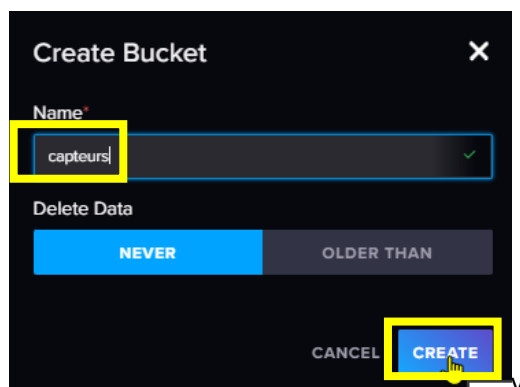 Create Bucket
Name*
capteurs
Delete Data
NEVER OLDER THAN
CANCEL CREATE